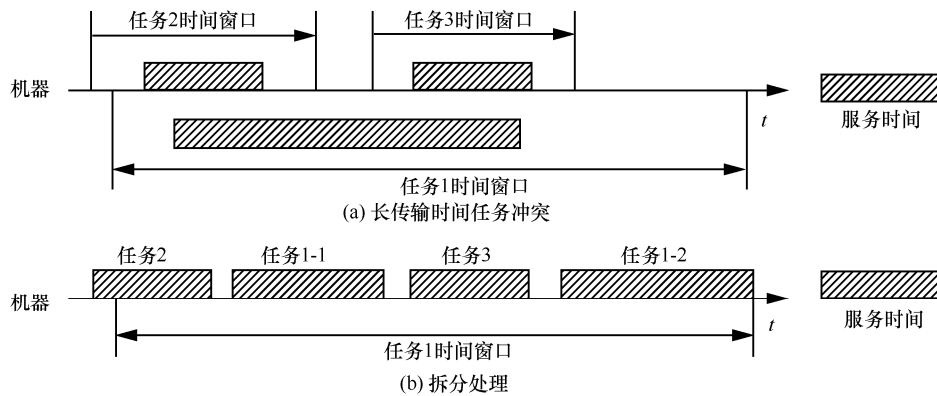 任务2时间窗口
任务3时间窗口
机器
t
服务时间
任务1时间窗口
(a) 长传输时间任务冲突
任务2
任务1-1
任务3
任务1-2
机器
t
服务时间
任务1时间窗口
(b) 拆分处理